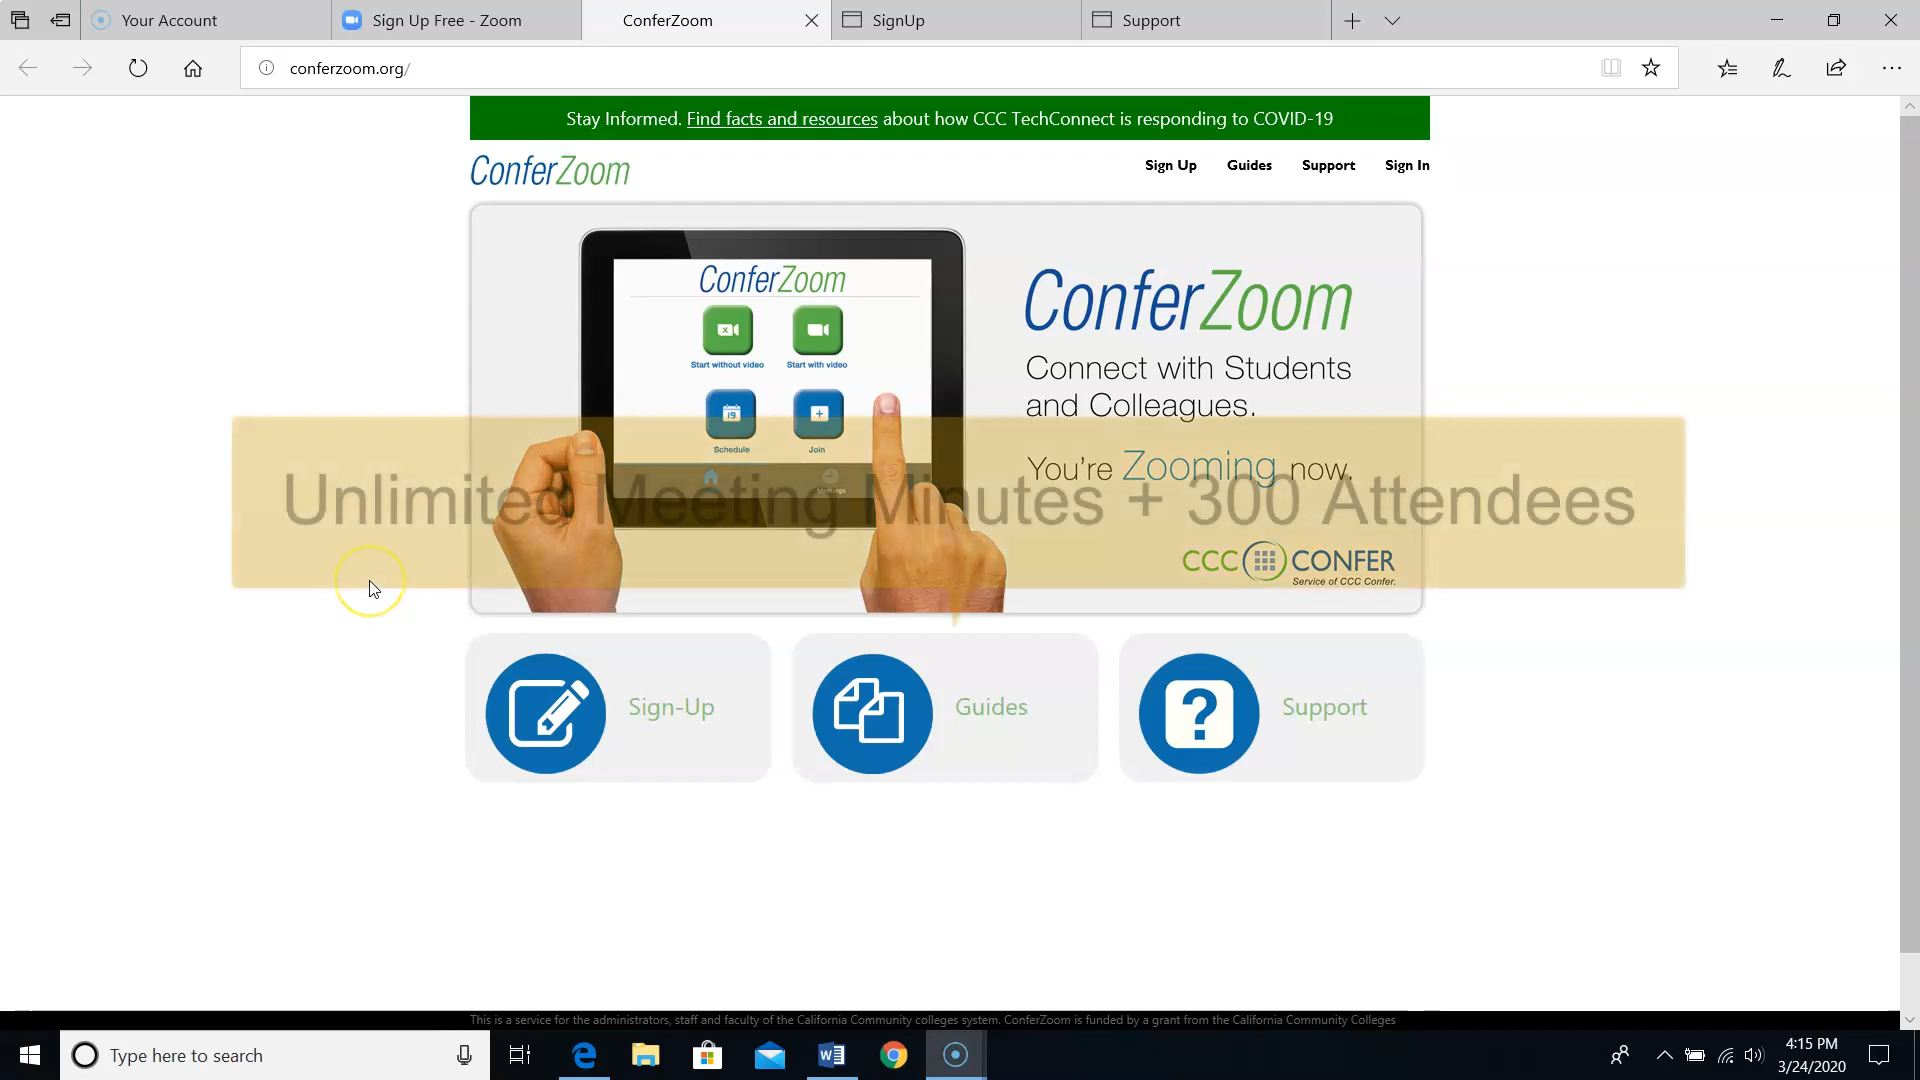 Your Account
Sign Up Free - Zoom
ConferZoom
SignUp
Support
conferzoom.org/
Stay Informed. Find facts and resources about how CCC TechConnect is responding to COVID-19
ConferZoom
Sign Up
Guides
Support
Sign In
ConferZoom
Start without video
Start with video
19
Schedule
Join
Meetings
ConferZoom
Connect with Students
and Colleagues.
You're Zooming now.
Unlimited Meeting Minutes + 300 Attendees
CCC CONFER
Service of CCC Confer.
Sign-Up
Guides
Support
This is a service for the administrators, staff and faculty of the California Community colleges system. ConferZoom is funded by a grant from the California Community Colleges
Type here to search
4:15 PM
3/24/2020